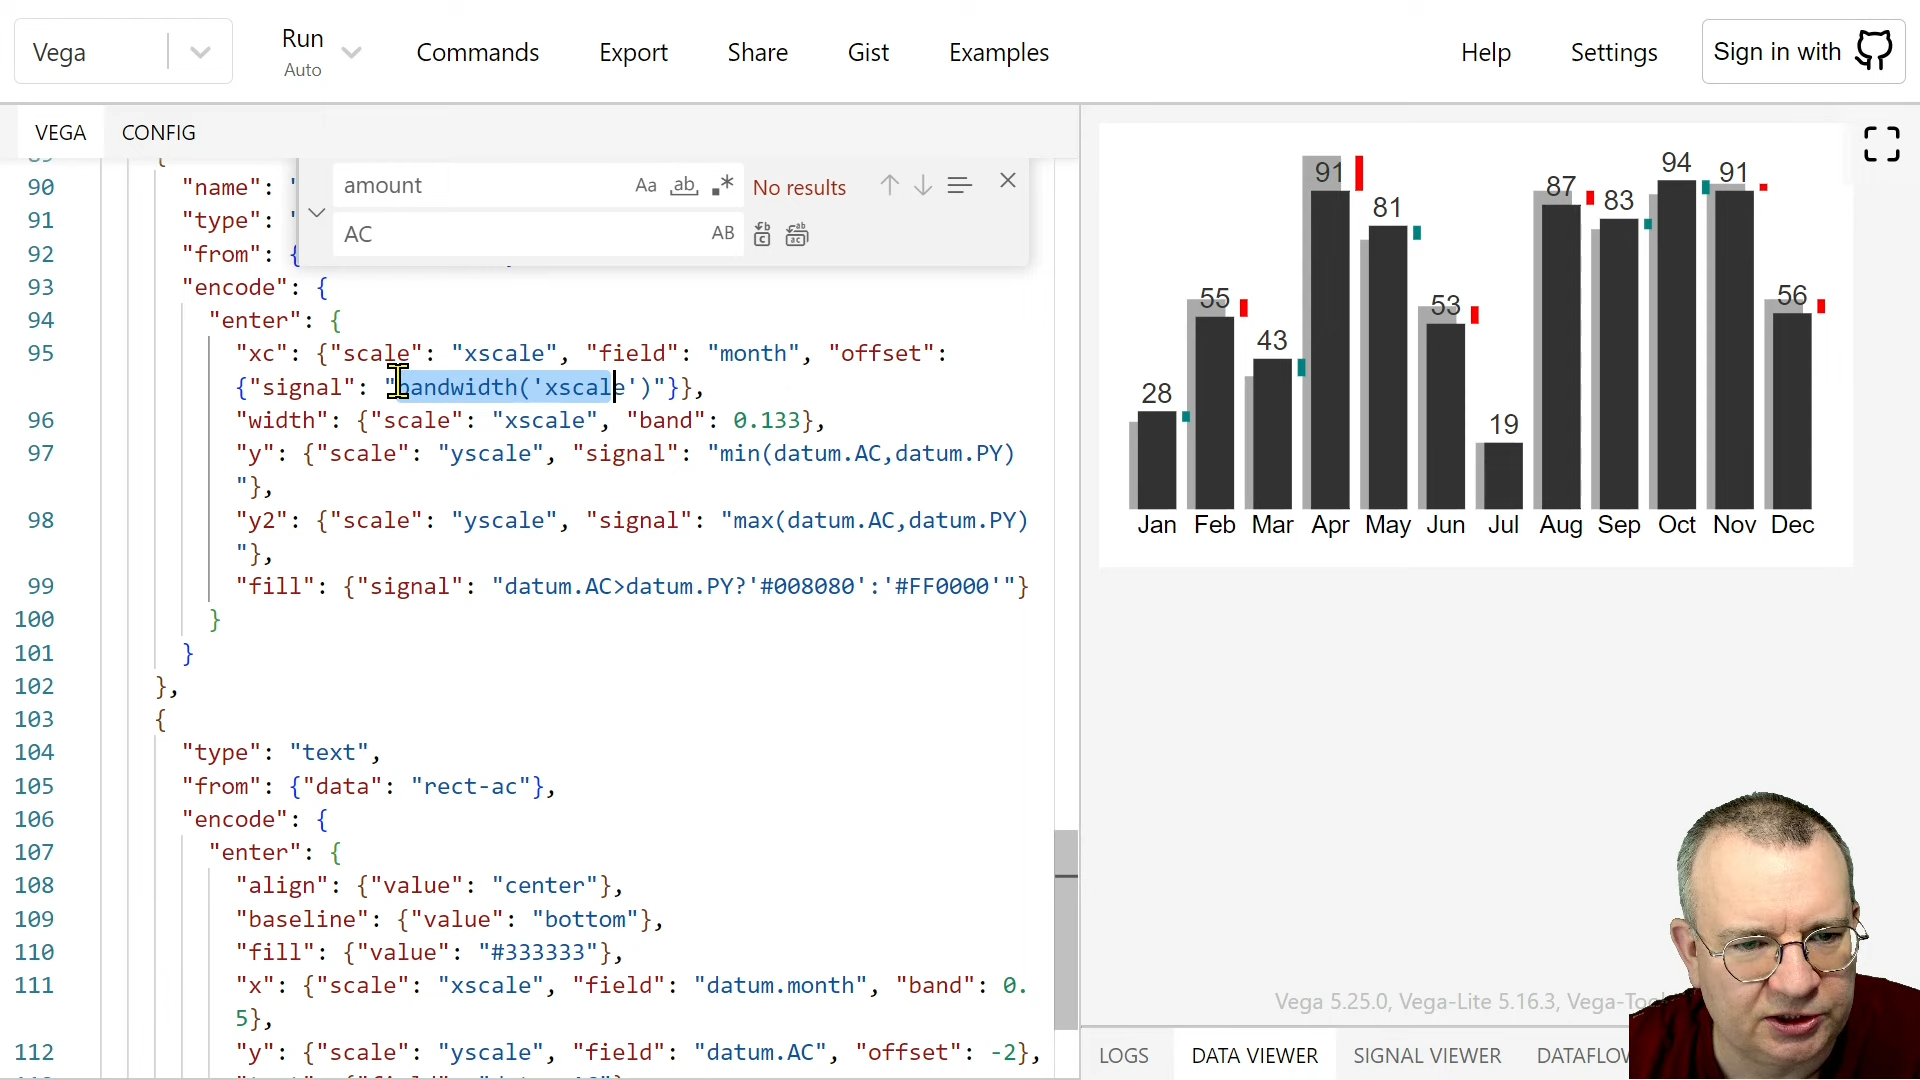 Vega
Run
Auto
Commands
Export
Share
Gist
Examples
Help
Settings
Sign in with
VEGA
CONFIG
amount
Aa
ab
No results
AC
AB
90 "name": '
91 "type": '
92 "from": {
93 "encode": {
94 "enter": {
95 "xc": {"scale": "xscale", "field": "month", "offset":
{"signal": "bandwidth('xscale')"}},
96 "width": {"scale": "xscale", "band": 0.133},
97 "y": {"scale": "yscale", "signal": "min(datum.AC,datum.PY)
"},
98 "y2": {"scale": "yscale", "signal": "max(datum.AC,datum.PY)
"},
99 "fill": {"signal": "datum.AC>datum.PY?'#008080':'#FF0000'"}
100 }
101 }
102 },
103 {
104 "type": "text",
105 "from": {"data": "rect-ac"},
106 "encode": {
107 "enter": {
108 "align": {"value": "center"},
109 "baseline": {"value": "bottom"},
110 "fill": {"value": "#333333"},
111 "x": {"scale": "xscale", "field": "datum.month", "band": 0.
5},
112 "y": {"scale": "yscale", "field": "datum.AC", "offset": -2},
28 55 43 91 81 53 19 87 83 94 91 56
Jan Feb Mar Apr May Jun Jul Aug Sep Oct Nov Dec
Vega 5.25.0, Vega-Lite 5.16.3,
LOGS
DATA VIEWER
SIGNAL VIEWER